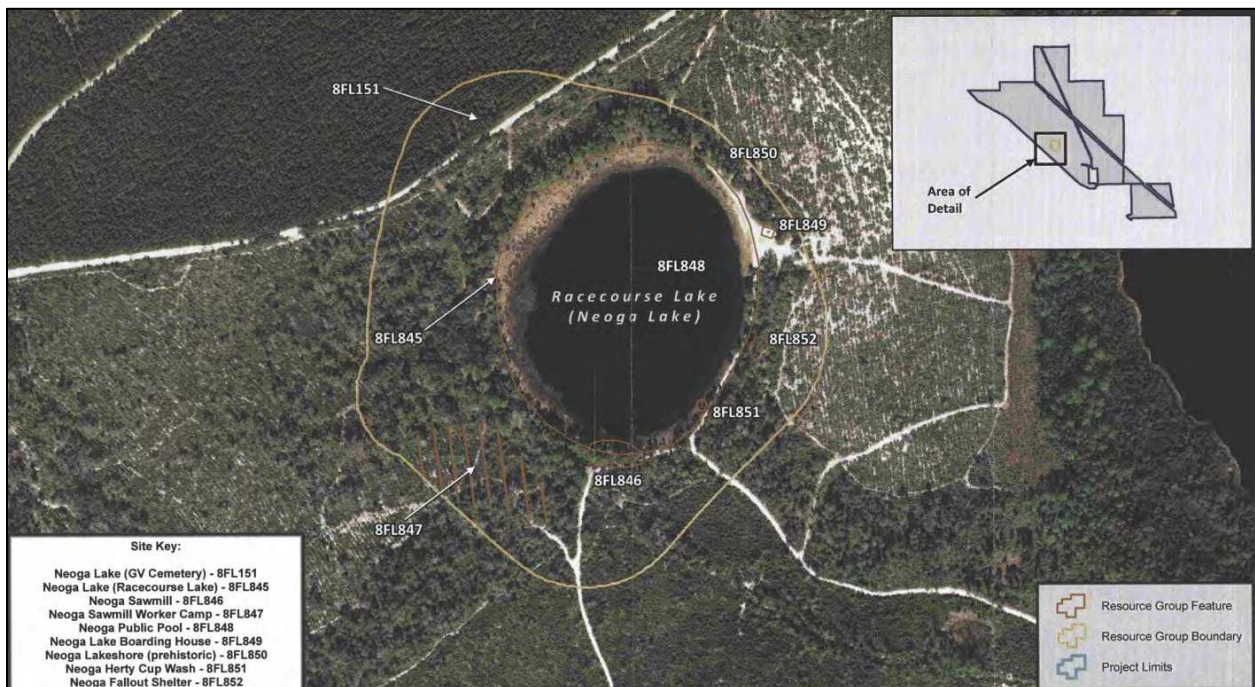 8FL151
8FL850
8FL849
8FL848
Racecourse Lake
(Neoga Lake)
8FL845
8FL852
8FL851
8FL846
8FL847
Area of
Detail
Site Key:
Neoga Lake (GV Cemetery) - 8FL151
Neoga Lake (Racecourse Lake) - 8FL845
Neoga Sawmill - 8FL846
Neoga Sawmill Worker Camp - 8FL847
Neoga Public Pool - 8FL848
Neoga Lake Boarding House - 8FL849
Neoga Lakeshore (prehistoric) - 8FL850
Neoga Herty Cup Wash - 8FL851
Neoga Fallout Shelter - 8FL852
Resource Group Feature
Resource Group Boundary
Project Limits